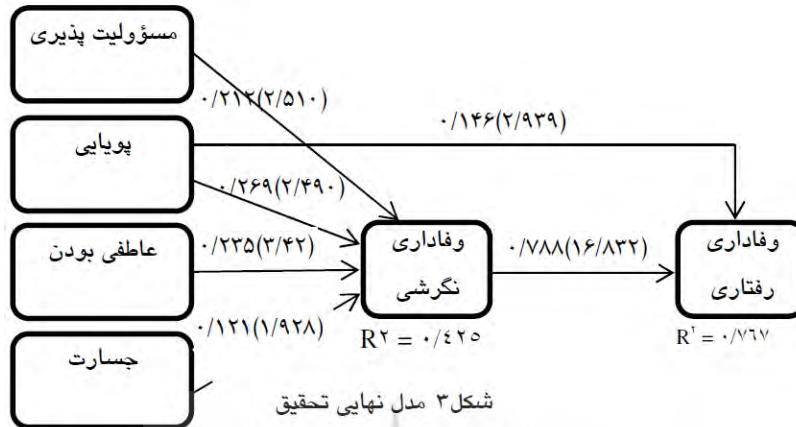 مسؤولیت پذیری
۰/۲۱۲(۲/۵۱۰)
۰/۱۴۶(۲/۹۳۹)
پویایی
۰/۲۶۹(۲/۴۹۰)
عاطفی بودن
۰/۲۳۵(۳/۴۲)
وفاداری
نگرشی
۰/۷۸۸(۱۶/۸۳۲)
وفاداری
رفتاری
۰/۱۲۱(۱/۹۲۸)
R۲ = ۰/٤۲٥
R۲ = ۰/٧٦٧
جسارت
شکل۳ مدل نهایی تحقیق